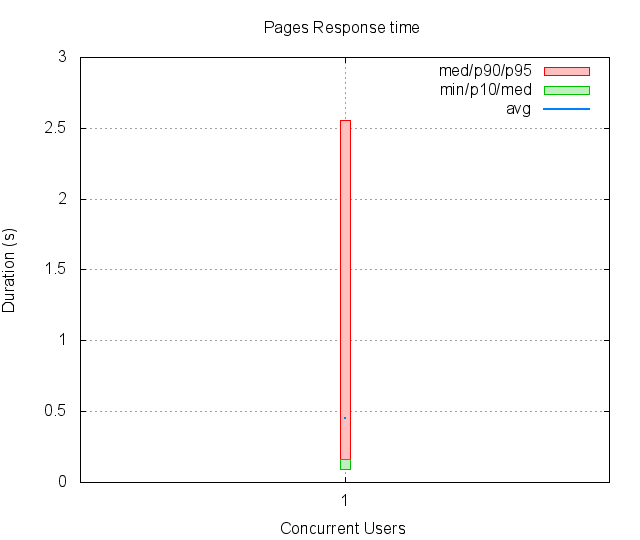 Pages Response time
3
2.5
2
1.5
1
0.5
0
Duration (s)
med/p90/p95
min/p10/med
avg
1
Concurrent Users